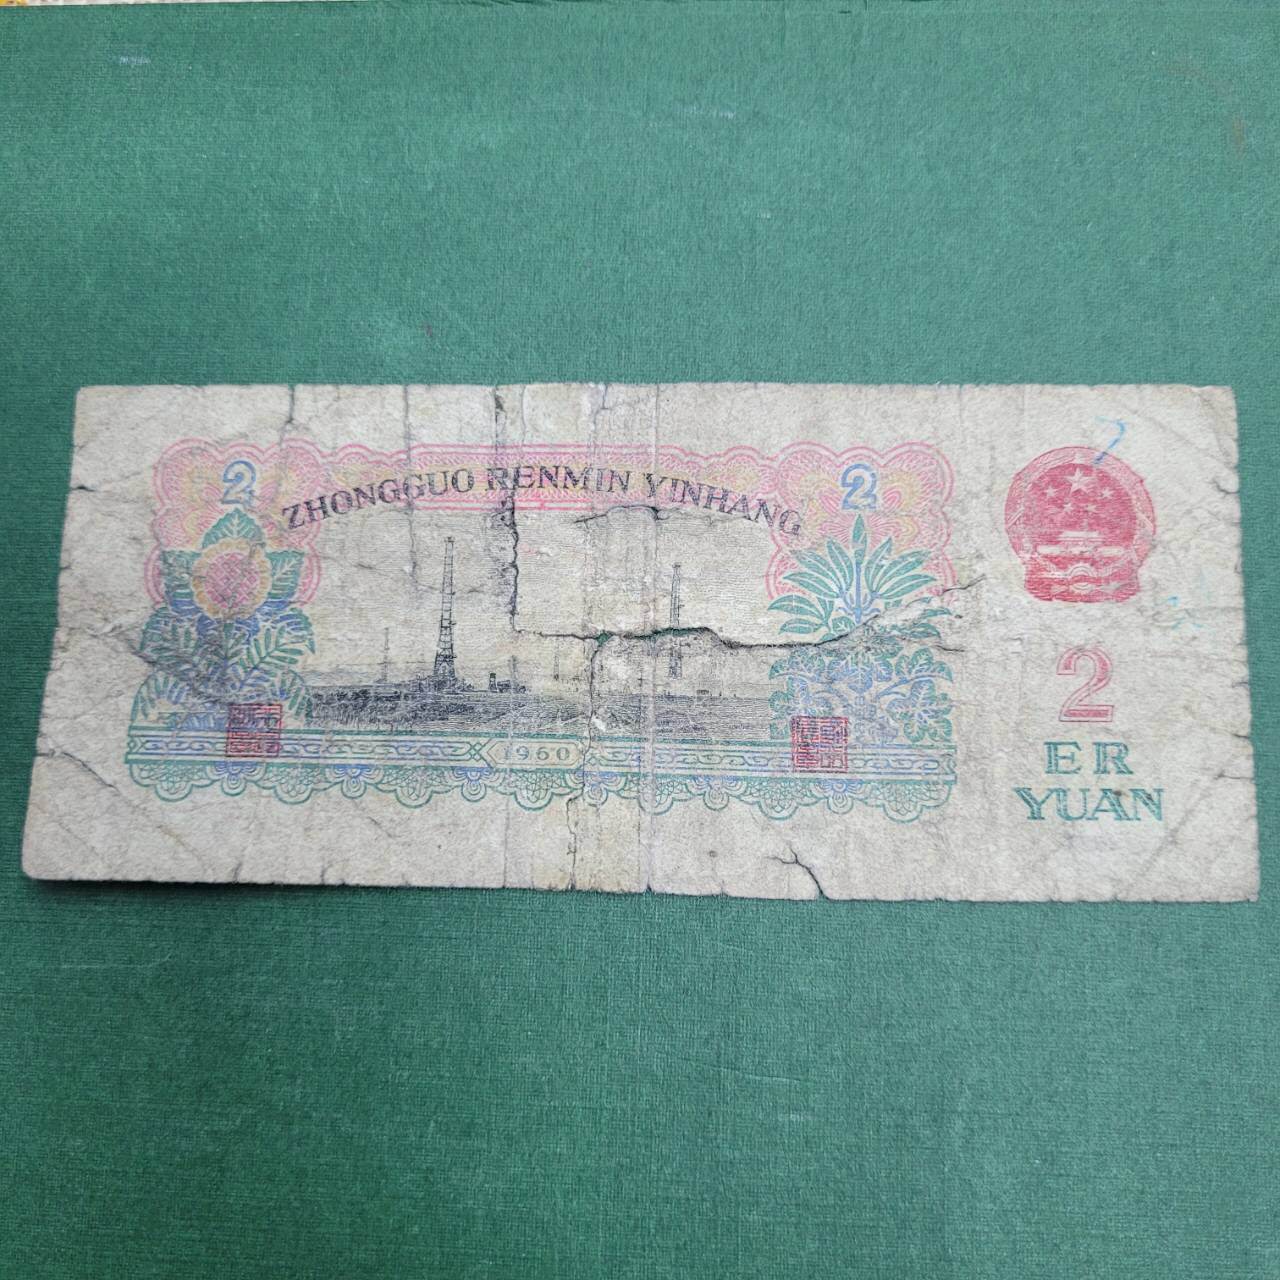 2
ZHONGGUO RENMIN YINHANG
2
1960
2
ER
YUAN